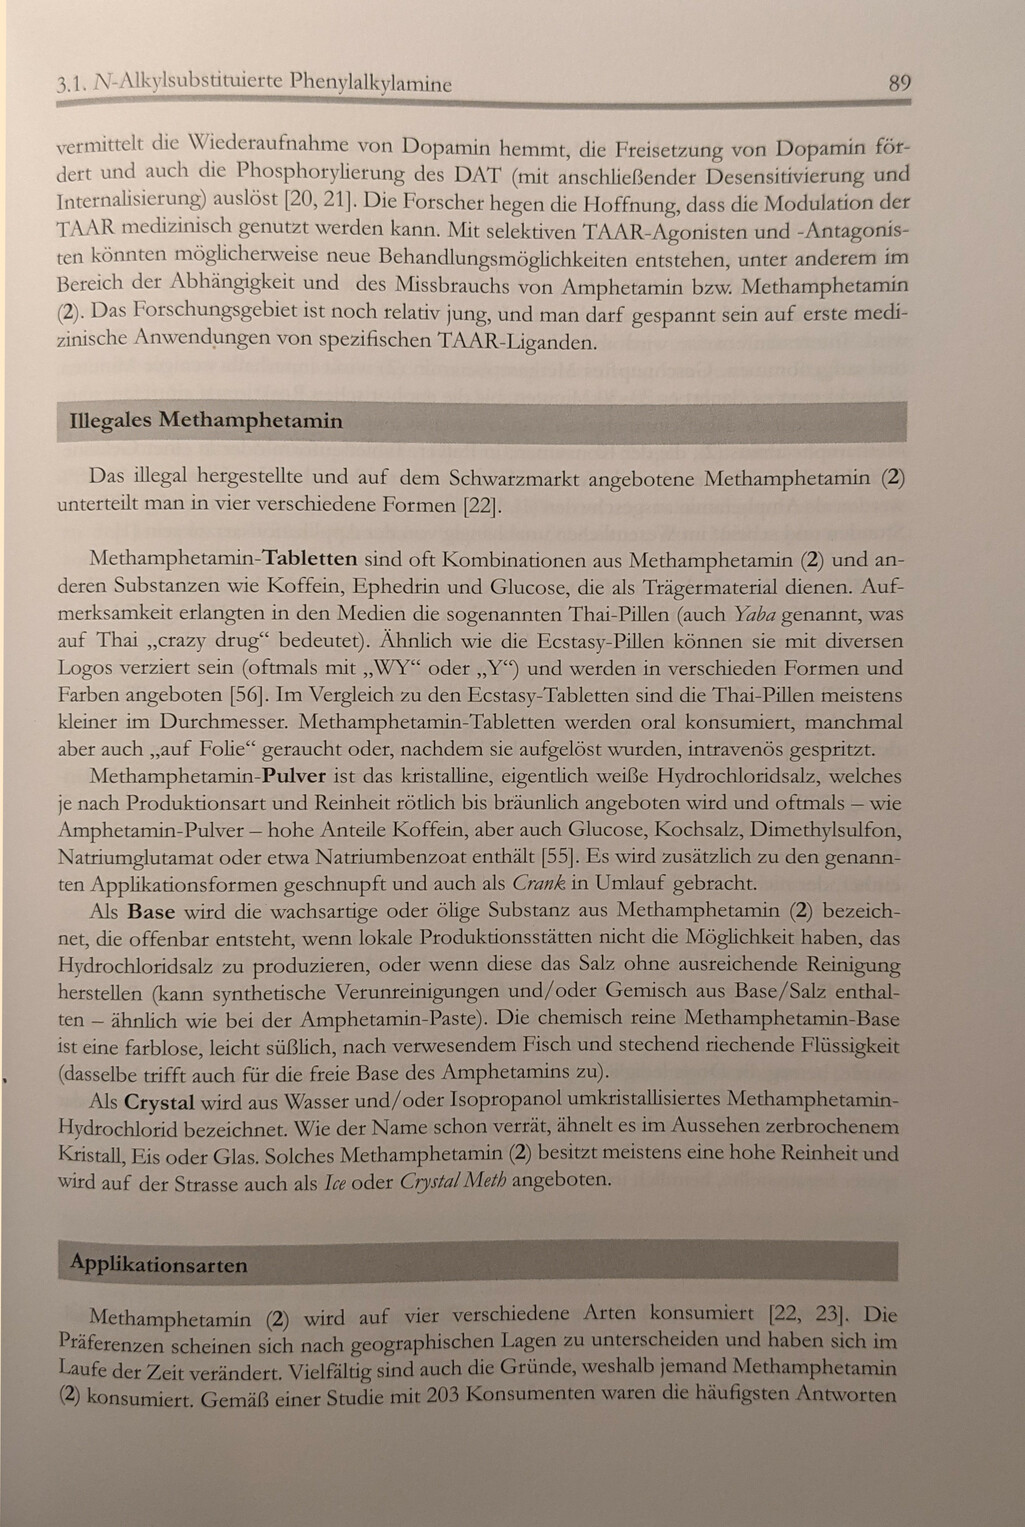 3.1. N-Alkylsubstituierte Phenylalkylamine 89
vermittelt die Wiederaufnahme von Dopamin hemmt, die Freisetzung von Dopamin för-
dert und auch die Phosphorylierung des DAT (mit anschließender Desensitivierung und
Internalisierung) auslöst [20, 21]. Die Forscher hegen die Hoffnung, dass die Modulation der
TAAR medizinisch genutzt werden kann. Mit selektiven TAAR-Agonisten und -Antagonis-
ten könnten möglicherweise neue Behandlungsmöglichkeiten entstehen, unter anderem im
Bereich der Abhängigkeit und des Missbrauchs von Amphetamin bzw. Methamphetamin
(2). Das Forschungsgebiet ist noch relativ jung, und man darf gespannt sein auf erste medi-
zinische Anwendungen von spezifischen TAAR-Liganden.
Illegales Methamphetamin
Das illegal hergestellte und auf dem Schwarzmarkt angebotene Methamphetamin (2)
unterteilt man in vier verschiedene Formen [22].
Methamphetamin-Tabletten sind oft Kombinationen aus Methamphetamin (2) und an-
deren Substanzen wie Koffein, Ephedrin und Glucose, die als Trägermaterial dienen. Auf-
merksamkeit erlangten in den Medien die sogenannten Thai-Pillen (auch Yaba genannt, was
auf Thai „crazy drug“ bedeutet). Ähnlich wie die Ecstasy-Pillen können sie mit diversen
Logos verziert sein (oftmals mit „WY“ oder „Y“) und werden in verschieden Formen und
Farben angeboten [56]. Im Vergleich zu den Ecstasy-Tabletten sind die Thai-Pillen meistens
kleiner im Durchmesser. Methamphetamin-Tabletten werden oral konsumiert, manchmal
aber auch „auf Folie“ geraucht oder, nachdem sie aufgelöst wurden, intravenös gespritzt.
Methamphetamin-Pulver ist das kristalline, eigentlich weiße Hydrochloridsalz, welches
je nach Produktionsart und Reinheit rötlich bis bräunlich angeboten wird und oftmals – wie
Amphetamin-Pulver – hohe Anteile Koffein, aber auch Glucose, Kochsalz, Dimethylsulfon,
Natriumglutamat oder etwa Natriumbenzoat enthält [55]. Es wird zusätzlich zu den genann-
ten Applikationsformen geschnupft und auch als Crank in Umlauf gebracht.
Als Base wird die wachsartige oder ölige Substanz aus Methamphetamin (2) bezeich-
net, die offenbar entsteht, wenn lokale Produktionsstätten nicht die Möglichkeit haben, das
Hydrochloridsalz zu produzieren, oder wenn diese das Salz ohne ausreichende Reinigung
herstellen (kann synthetische Verunreinigungen und/oder Gemisch aus Base/Salz enthal-
ten – ähnlich wie bei der Amphetamin-Paste). Die chemisch reine Methamphetamin-Base
ist eine farblose, leicht süßlich, nach verwesendem Fisch und stechend riechende Flüssigkeit
(dasselbe trifft auch für die freie Base des Amphetamins zu).
Als Crystal wird aus Wasser und/oder Isopropanol umkristallisiertes Methamphetamin-
Hydrochlorid bezeichnet. Wie der Name schon verrät, ähnelt es im Aussehen zerbrochenem
Kristall, Eis oder Glas. Solches Methamphetamin (2) besitzt meistens eine hohe Reinheit und
wird auf der Strasse auch als Ice oder Crystal Meth angeboten.
Applikationsarten
Methamphetamin (2) wird auf vier verschiedene Arten konsumiert [22, 23]. Die
Präferenzen scheinen sich nach geographischen Lagen zu unterscheiden und haben sich im
Laufe der Zeit verändert. Vielfältig sind auch die Gründe, weshalb jemand Methamphetamin
(2) konsumiert. Gemäß einer Studie mit 203 Konsumenten waren die häufigsten Antworten